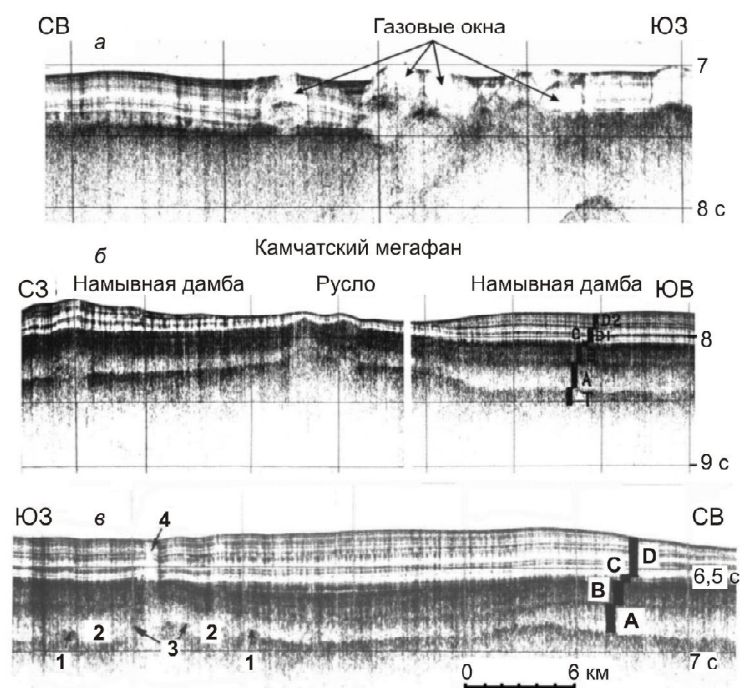 СВ а Газовые окна ЮЗ
7
8 с
б Камчатский мегафан
СЗ Намывная дамба Русло Намывная дамба ЮВ
D2
D1
8
A
9 с
ЮЗ в 4 СВ
C D
B 6,5 с
A
2 2
1 3 1 7 с
0 6 км